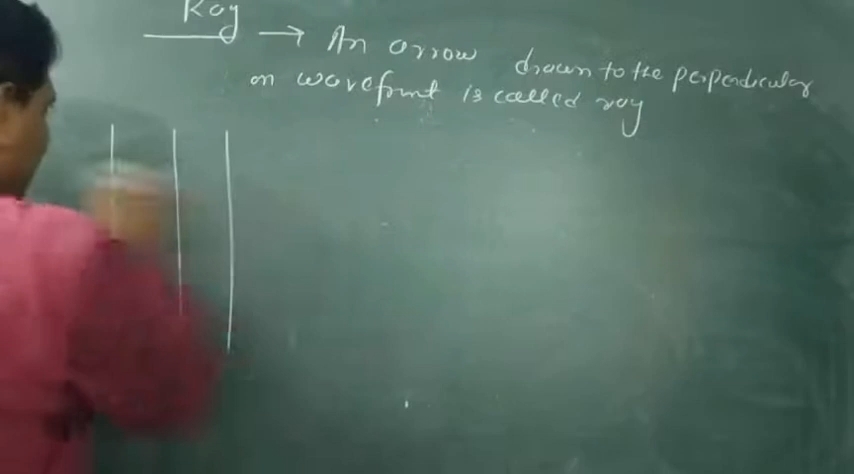 Ray → An arrow drawn to the perpendicular
on wavefront is called ray